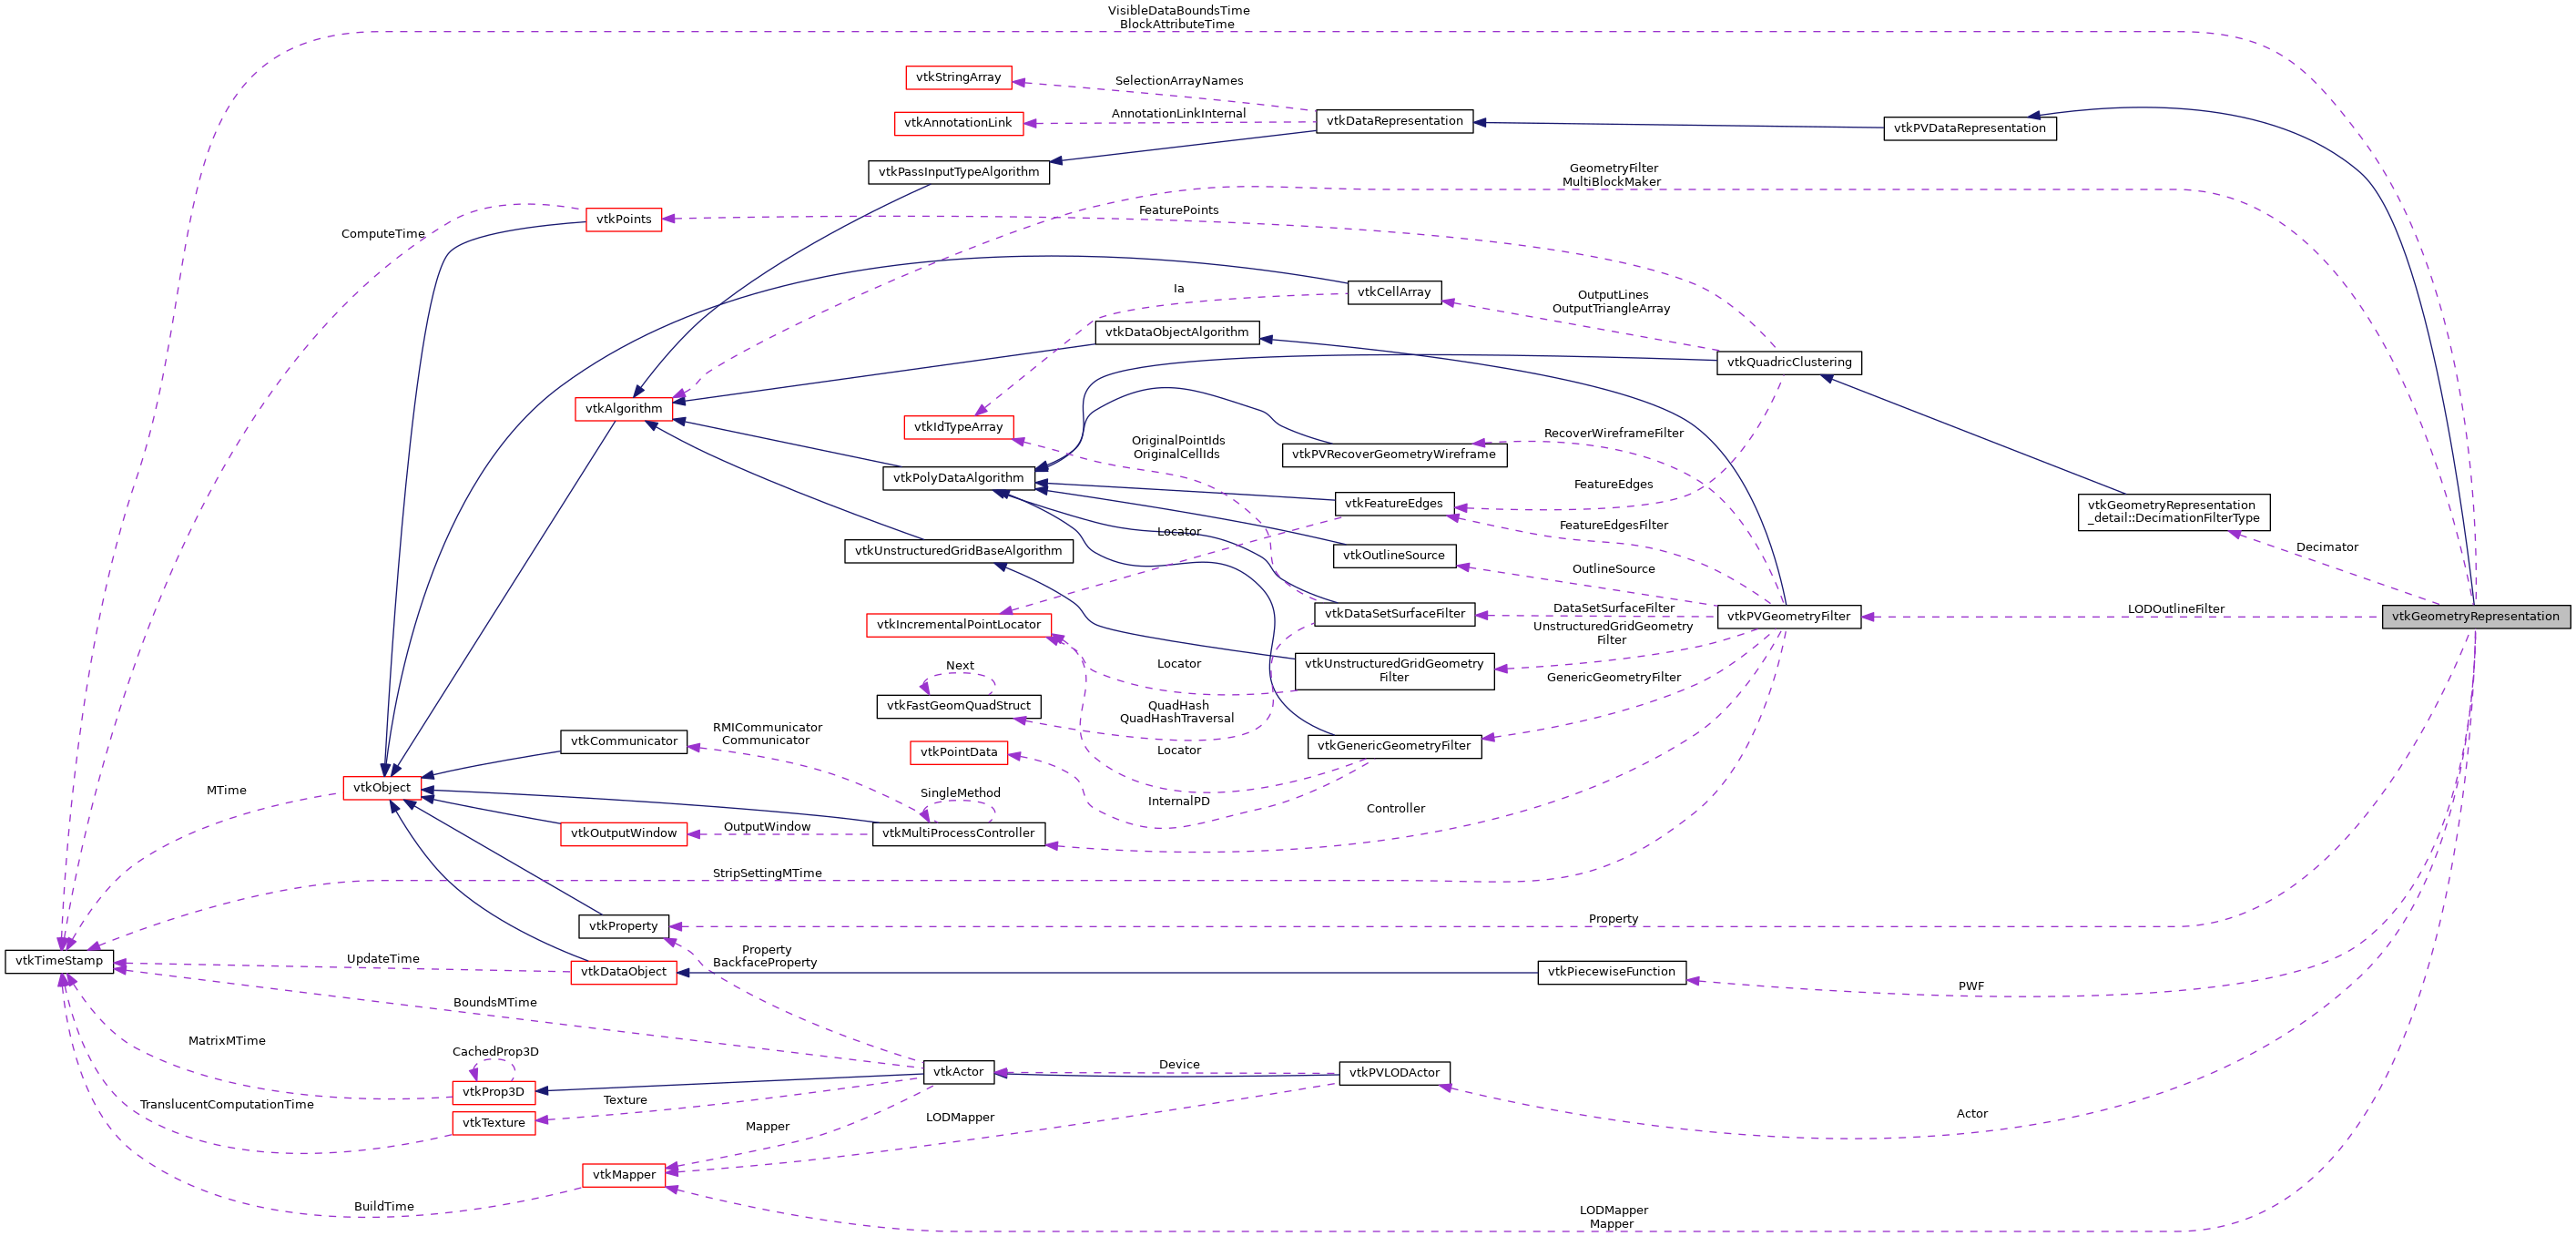 VisibleDataBoundsTime
BlockAttributeTime
vtkStringArray
SelectionArrayNames
vtkAnnotationLink
AnnotationLinkInternal
vtkDataRepresentation
vtkPVDataRepresentation
vtkPassInputTypeAlgorithm
GeometryFilter
MultiBlockMaker
vtkPoints
FeaturePoints
ComputeTime
Ia
vtkCellArray
OutputLines
OutputTriangleArray
vtkDataObjectAlgorithm
vtkQuadricClustering
vtkAlgorithm
vtkIdTypeArray
OriginalPointIds
OriginalCellIds
RecoverWireframeFilter
vtkPVRecoverGeometryWireframe
vtkPolyDataAlgorithm
FeatureEdges
vtkFeatureEdges
vtkGeometryRepresentation
_detail::DecimationFilterType
FeatureEdgesFilter
Locator
vtkUnstructuredGridBaseAlgorithm
vtkOutlineSource
Decimator
OutlineSource
vtkIncrementalPointLocator
vtkDataSetSurfaceFilter
DataSetSurfaceFilter
vtkPVGeometryFilter
LODOutlineFilter
vtkGeometryRepresentation
UnstructuredGridGeometry
Filter
Next
Locator
vtkUnstructuredGridGeometry
Filter
GenericGeometryFilter
vtkFastGeomQuadStruct
QuadHash
QuadHashTraversal
RMICommunicator
Communicator
vtkCommunicator
vtkPointData
Locator
vtkGenericGeometryFilter
vtkObject
MTime
SingleMethod
InternalPD
Controller
vtkOutputWindow
OutputWindow
vtkMultiProcessController
StripSettingMTime
vtkProperty
Property
vtkTimeStamp
UpdateTime
vtkDataObject
Property
BackfaceProperty
vtkPiecewiseFunction
PWF
BoundsMTime
MatrixMTime
CachedProp3D
vtkProp3D
vtkActor
Device
vtkPVLODActor
TranslucentComputationTime
vtkTexture
Texture
Mapper
LODMapper
Actor
vtkMapper
BuildTime
LODMapper
Mapper